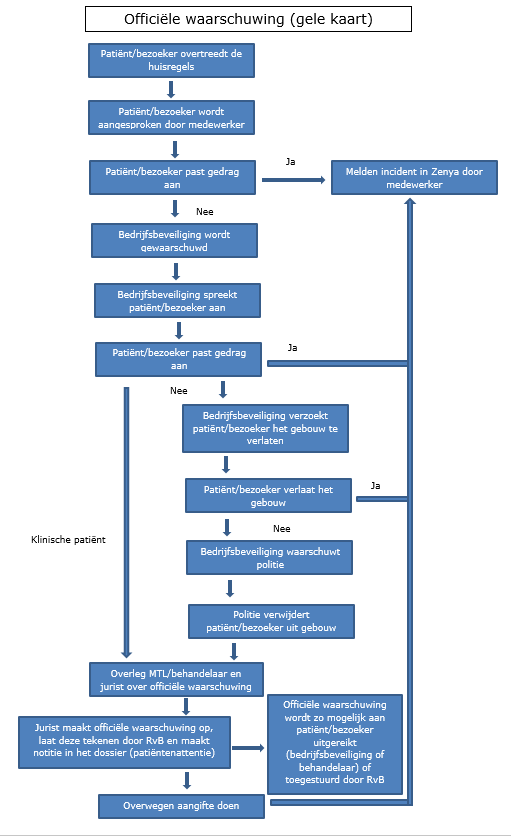 Officiële waarschuwing (gele kaart)
Patiënt/bezoeker overtreedt de
huisregels
Patiënt/bezoeker wordt
aangesproken door medewerker
Patiënt/bezoeker past gedrag
aan
Ja
Melden incident in Zenya door
medewerker
Nee
Bedrijfsbeveiliging wordt
gewaarschuwd
Bedrijfsbeveiliging spreekt
patiënt/bezoeker aan
Patiënt/bezoeker past gedrag
aan
Ja
Nee
Bedrijfsbeveiliging verzoekt
patiënt/bezoeker het gebouw te
verlaten
Patiënt/bezoeker verlaat het
gebouw
Ja
Nee
Klinische patiënt
Bedrijfsbeveiliging waarschuwt
politie
Politie verwijdert
patiënt/bezoeker uit gebouw
Overleg MTL/behandelaar en
jurist over officiële waarschuwing
Jurist maakt officiële waarschuwing op,
laat deze tekenen door RvB en maakt
notitie in het dossier (patiëntenattentie)
Officiële waarschuwing
wordt zo mogelijk aan
patiënt/bezoeker
uitgereikt
(bedrijfsbeveiliging of
behandelaar) of
toegestuurd door RvB
Overwegen aangifte doen